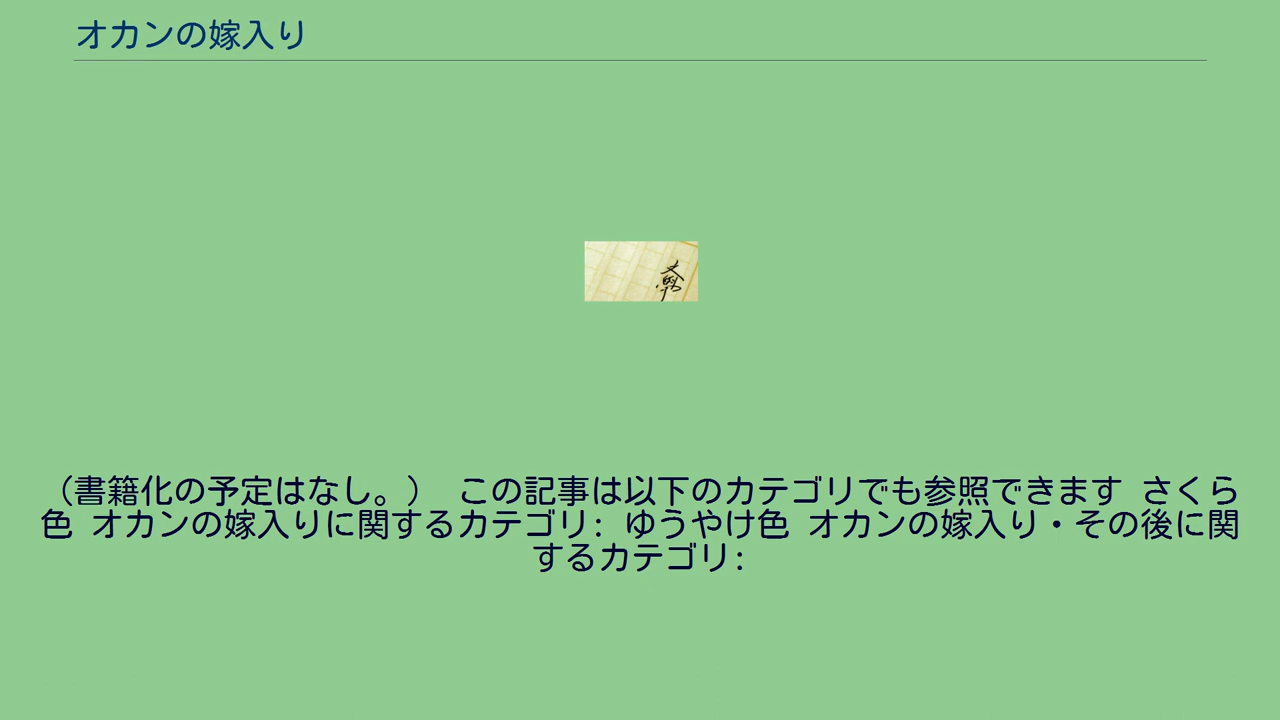 オカンの嫁入り
（書籍化の予定はなし。） この記事は以下のカテゴリでも参照できます さくら
色 オカンの嫁入りに関するカテゴリ: ゆうやけ色 オカンの嫁入り・その後に関
するカテゴリ: